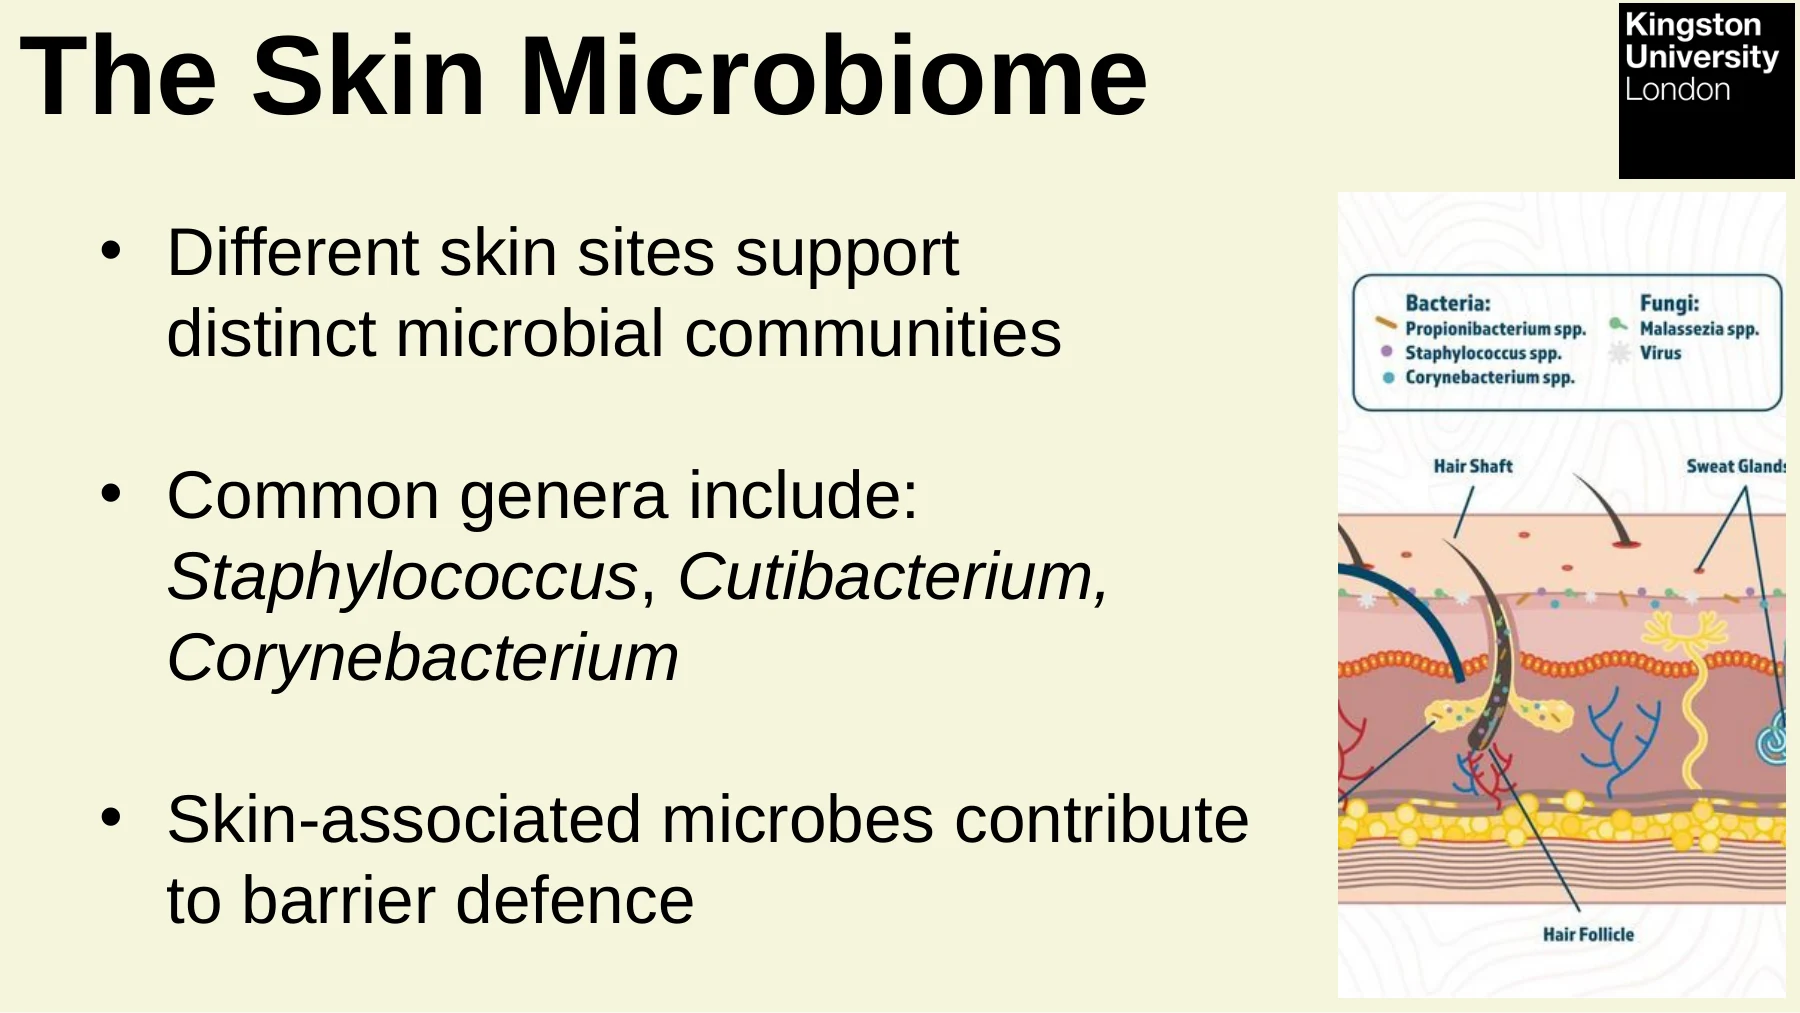 The Skin Microbiome
Kingston
University
London
• Different skin sites support
distinct microbial communities
• Common genera include:
Staphylococcus, Cutibacterium,
Corynebacterium
• Skin-associated microbes contribute
to barrier defence
Bacteria:
Propionibacterium spp.
Staphylococcus spp.
Corynebacterium spp.
Fungi:
Malassezia spp.
Virus
Hair Shaft
Sweat Glands
Hair Follicle